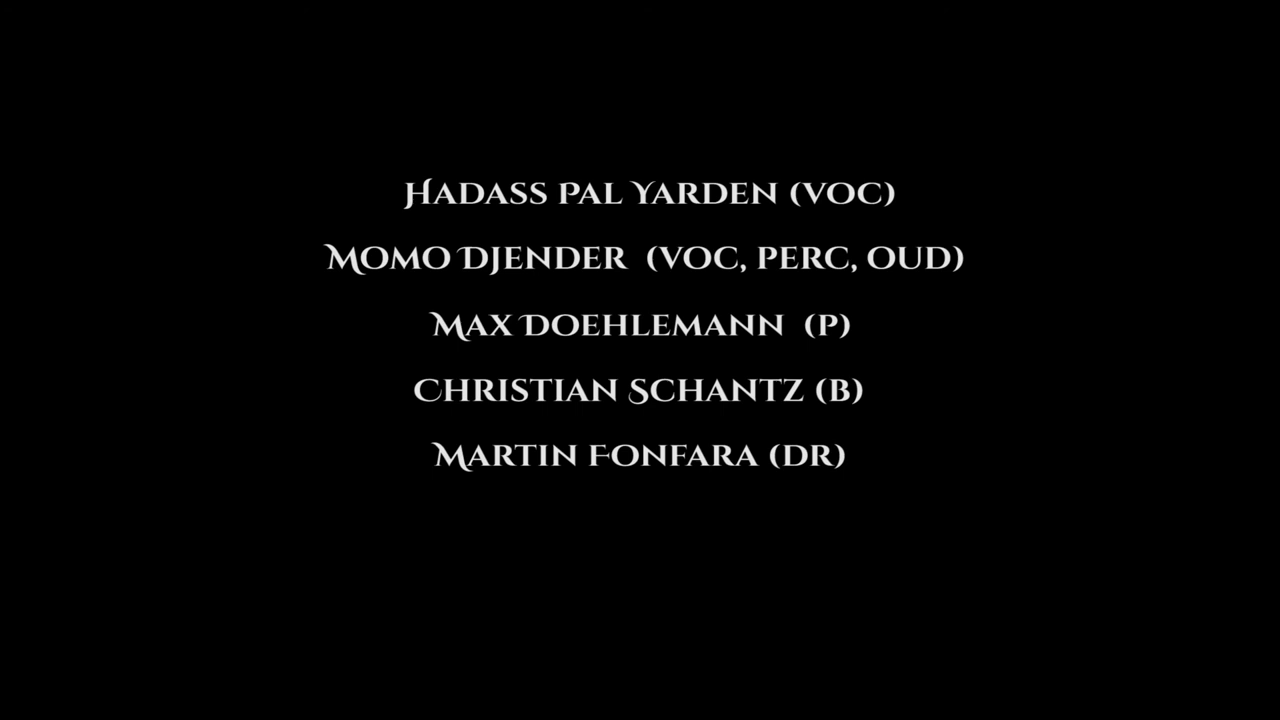 Hadass Pal Yarden (voc)
Momo Djender (voc, perc, oud)
Max Doehlemann (p)
Christian Schantz (b)
Martin Fonfara (dr)